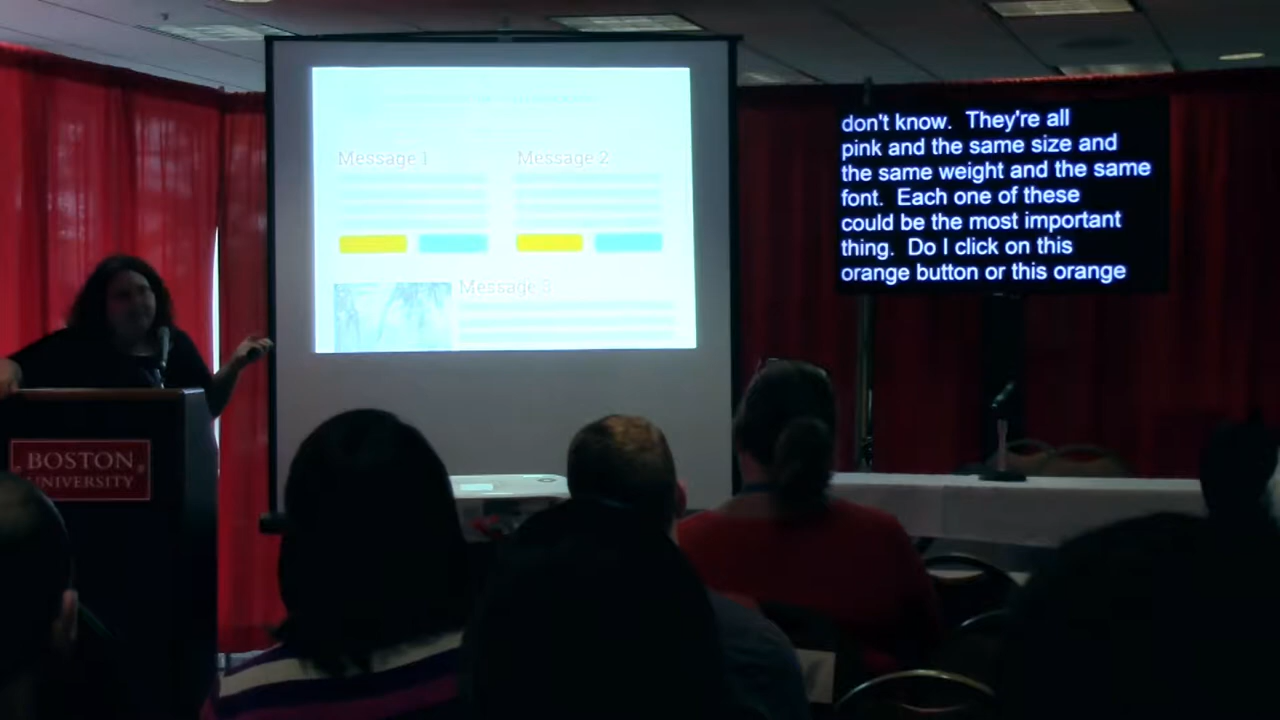 Message 1
Message 2
Message 3
don't know. They're all
pink and the same size and
the same weight and the same
font. Each one of these
could be the most important
thing. Do I click on this
orange button or this orange
BOSTON
UNIVERSITY